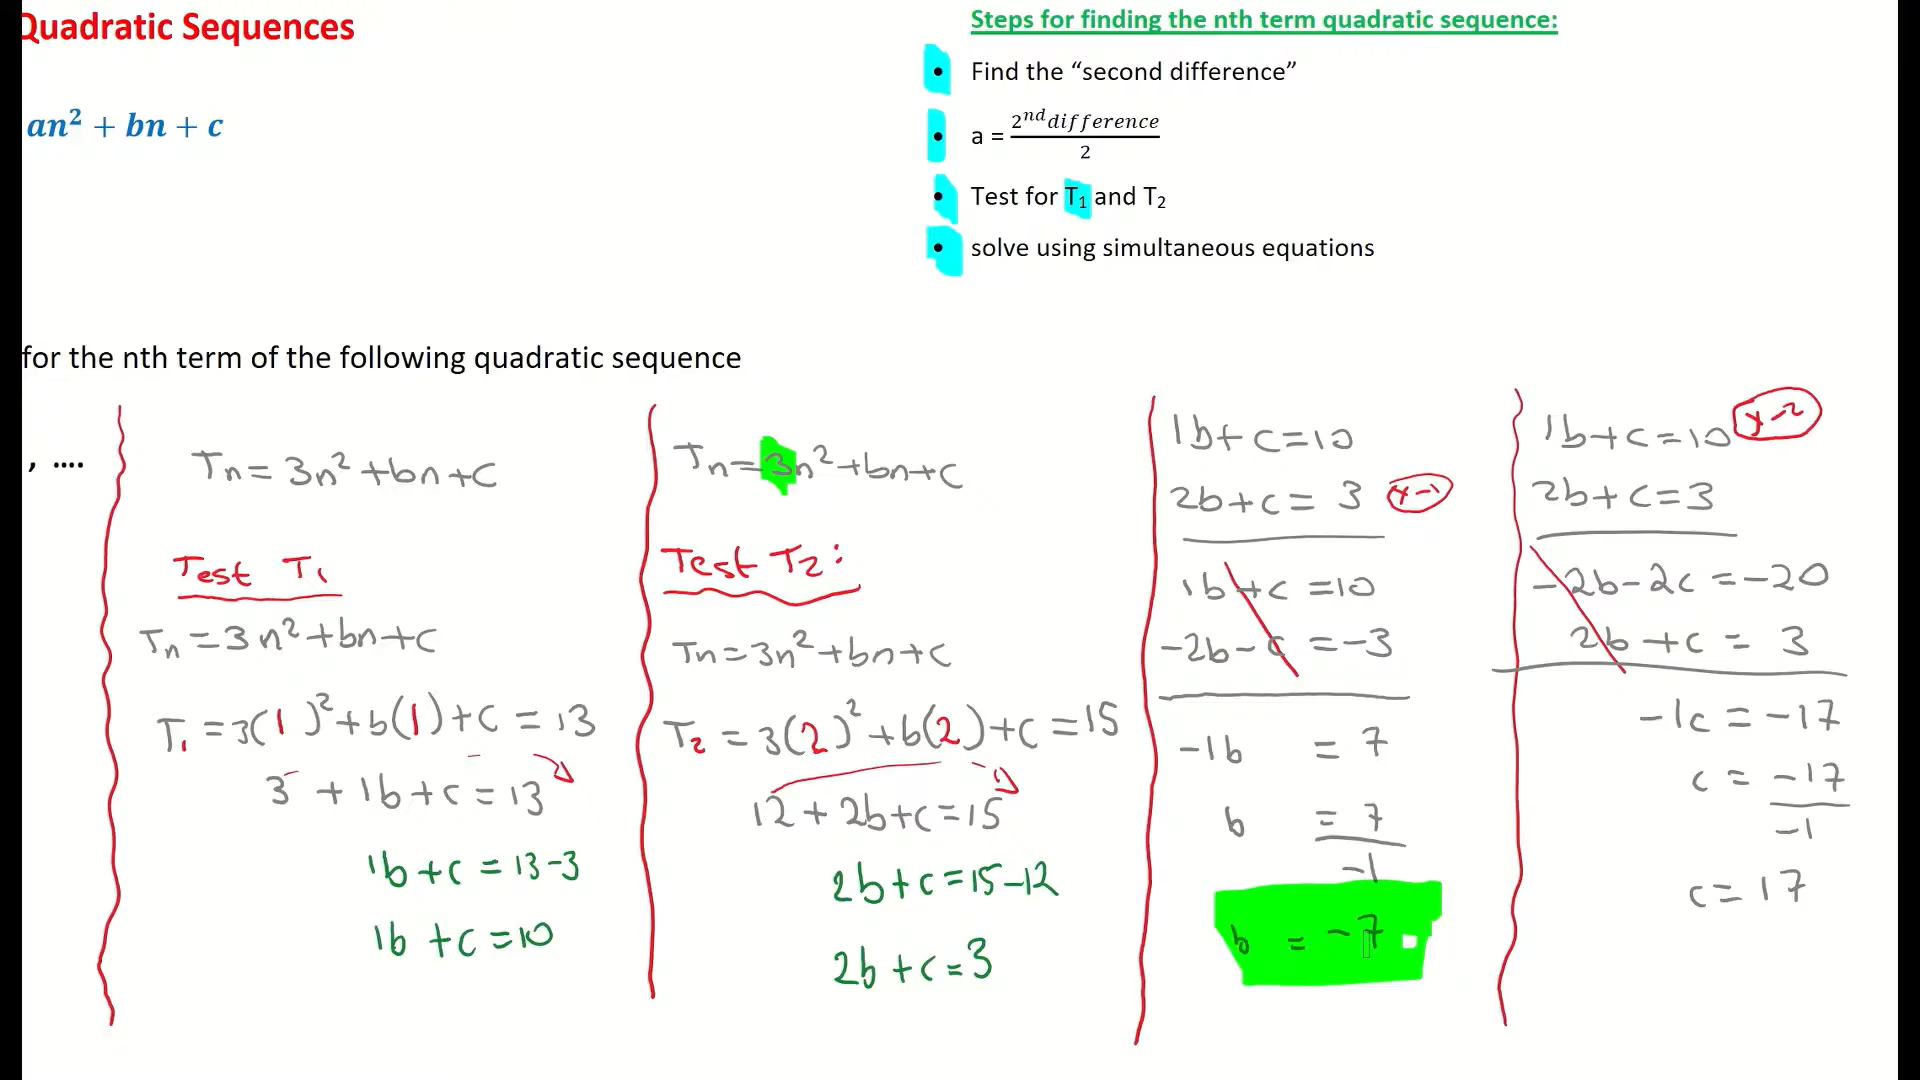 Quadratic Sequences
an² + bn + c
Steps for finding the nth term quadratic sequence:
• Find the “second difference”
• a = 2ⁿᵈdifference / 2
• Test for T₁ and T₂
• solve using simultaneous equations
for the nth term of the following quadratic sequence
, ....
Tn = 3n² + bn + c
Test T₁
Tn = 3n² + bn + c
T₁ = 3(1)² + b(1) + c = 13
3 + 1b + c = 13
1b + c = 13-3
1b + c = 10
Tn = 3n² + bn + c
Test T₂:
Tn = 3n² + bn + c
T₂ = 3(2)² + b(2) + c = 15
12 + 2b + c = 15
2b + c = 15-12
2b + c = 3
1b + c = 10
2b + c = 3 x-1
1b + c = 10
-2b - c = -3
-1b = 7
b = 7
-1
b = -7
1b + c = 10 x-2
2b + c = 3
-2b - 2c = -20
2b + c = 3
-1c = -17
c = -17
-1
c = 17